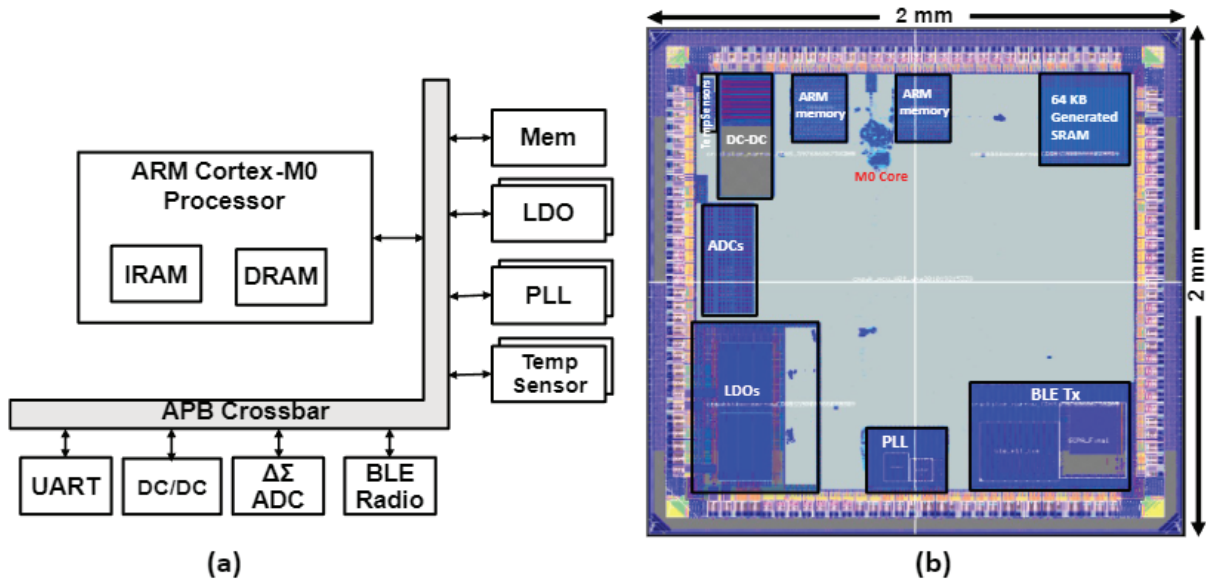 ARM Cortex-M0
Processor
IRAM
DRAM
Mem
LDO
PLL
Temp
Sensor
APB Crossbar
UART
DC/DC
ΔΣ
ADC
BLE
Radio
(a)
2 mm
2 mm
TempSensors
DC-DC
ARM
memory
ARM
memory
64 KB
Generated
SRAM
M0 Core
ADCs
LDOs
PLL
BLE Tx
(b)